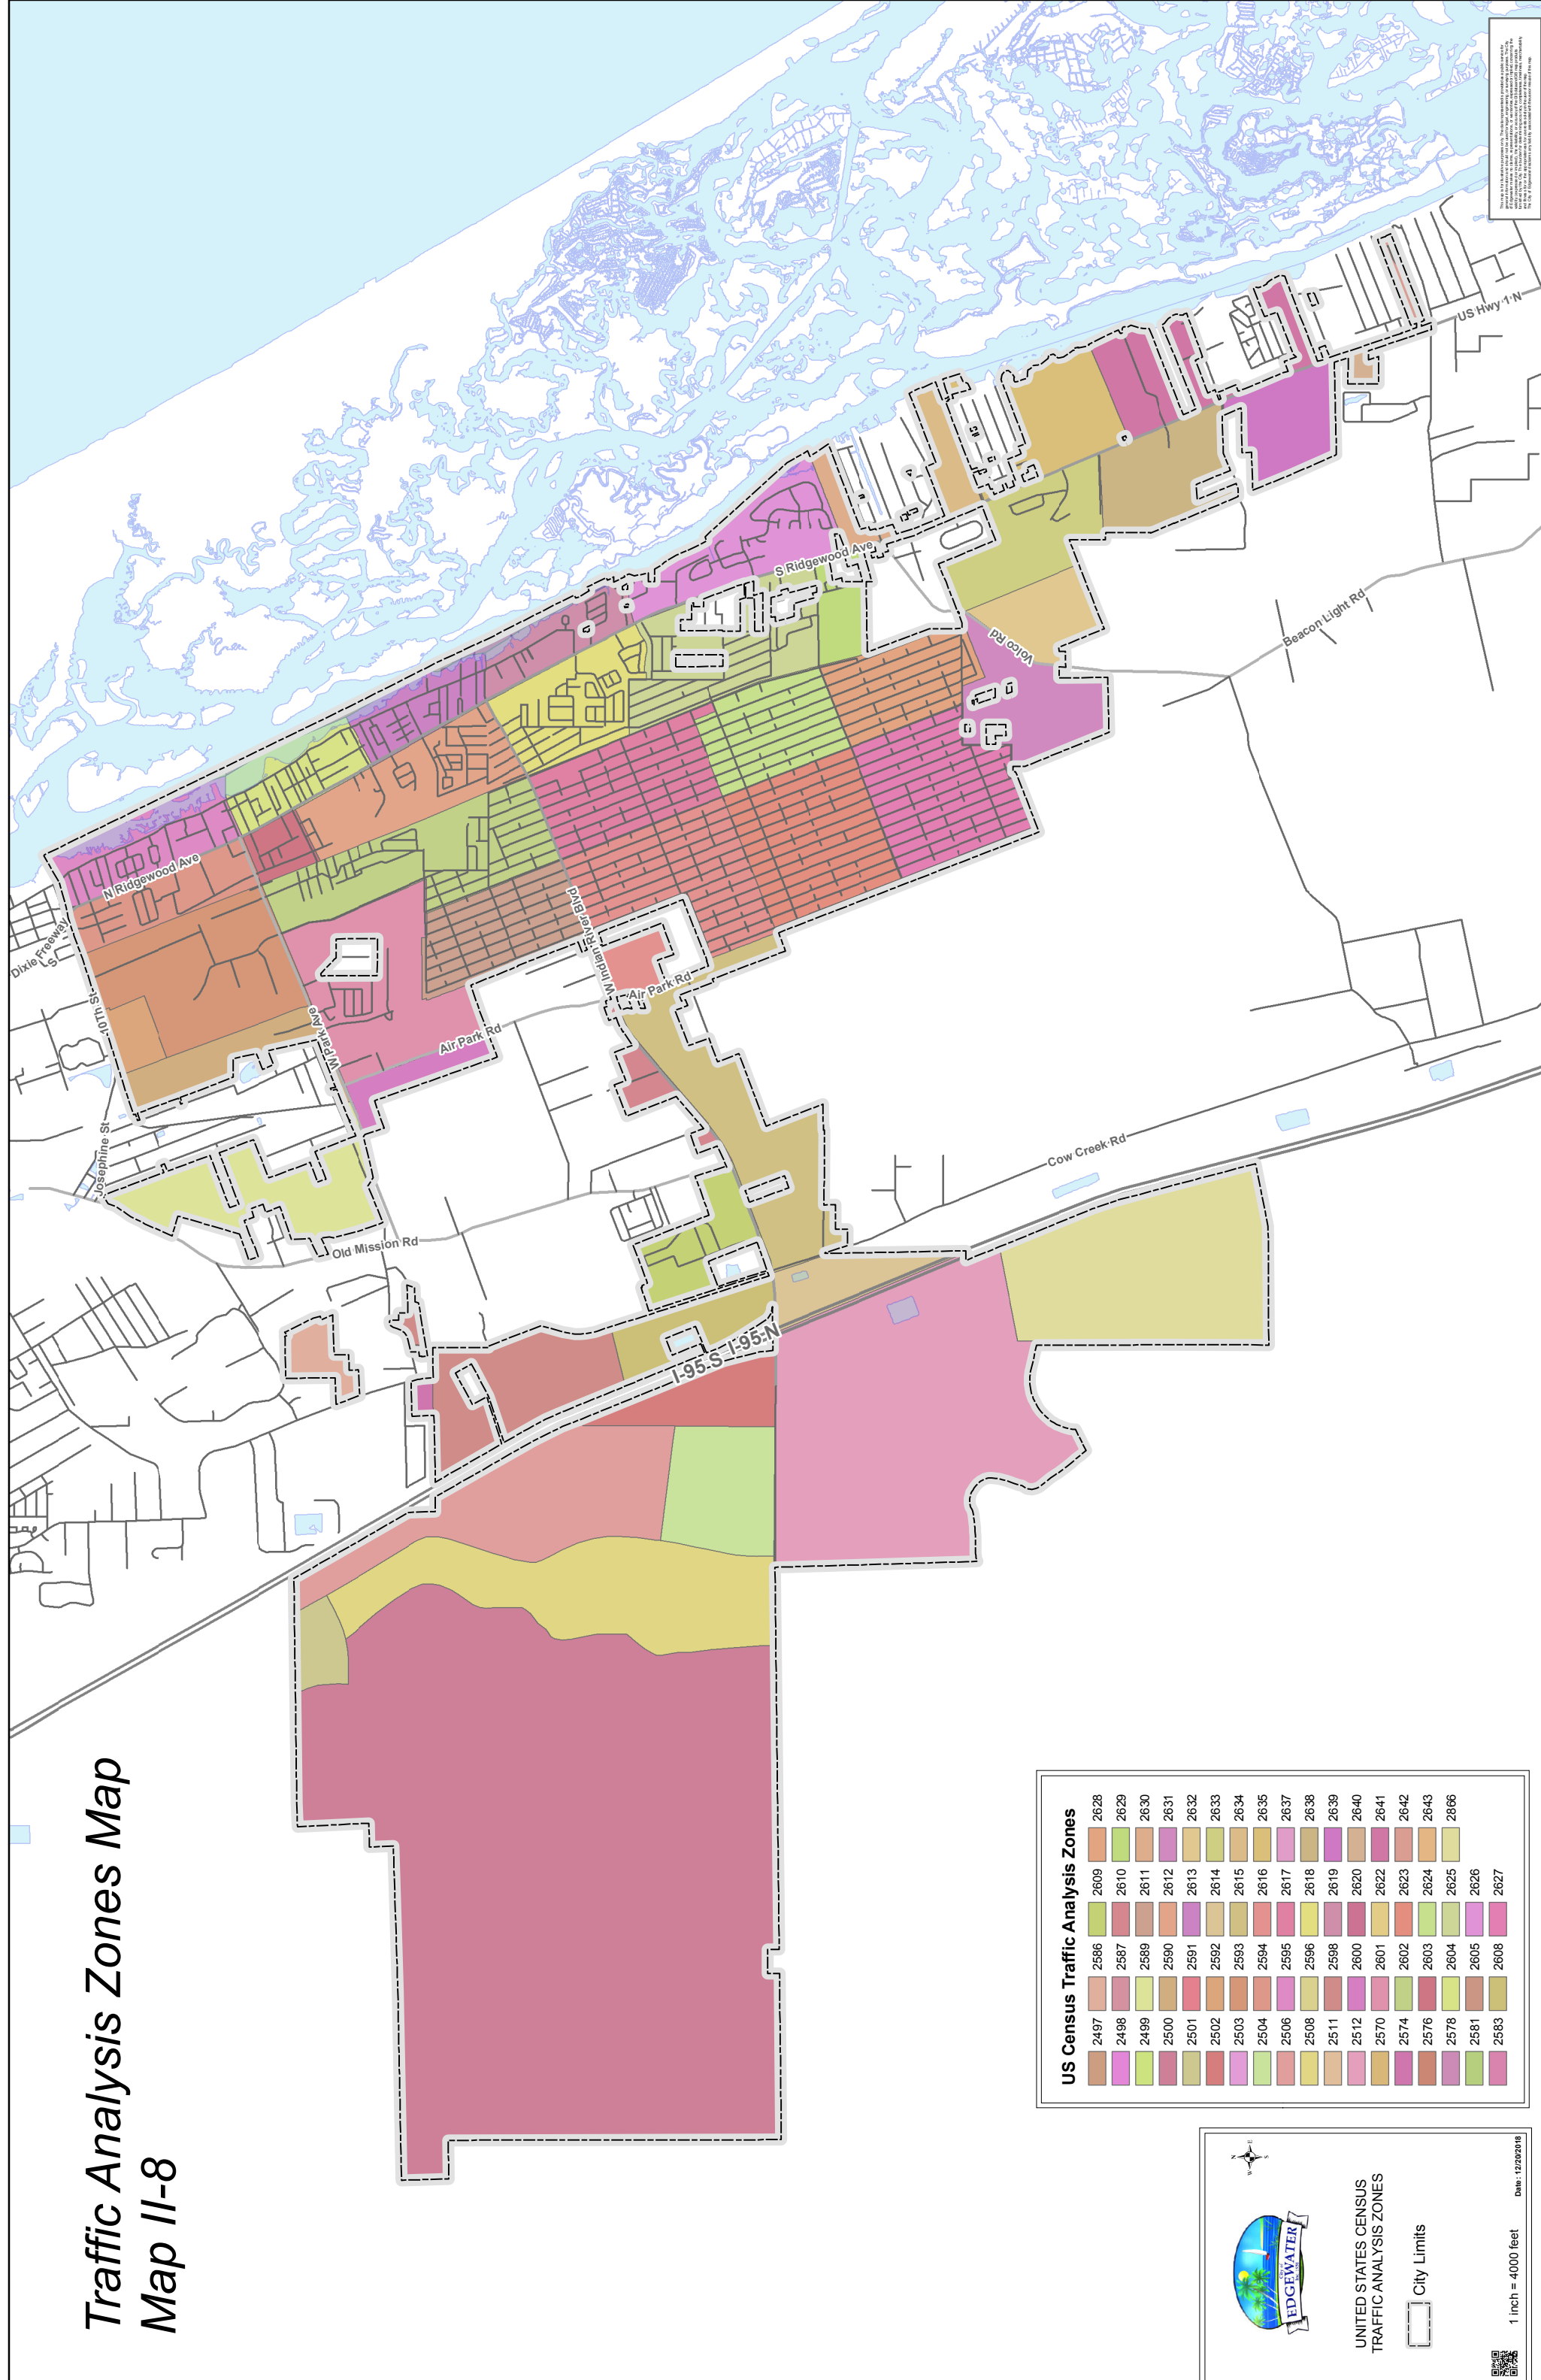 Traffic Analysis Zones Map
Map II-8
Dixie Freeway
S
10Th St
N Ridgewood Ave
Josephine St
W Park Ave
Air Park Rd
Old Mission Rd
W Indian River Blvd
Air Park Rd
S Ridgewood Ave
Volco Rd
US Hwy 1 N
Beacon Light Rd
Cow Creek Rd
I-95 S
I-95 N
US Census Traffic Analysis Zones
2497
2498
2499
2500
2501
2502
2503
2504
2506
2508
2511
2512
2570
2574
2576
2578
2581
2583
2586
2587
2589
2590
2591
2592
2593
2594
2595
2596
2598
2600
2601
2602
2603
2604
2605
2608
2609
2610
2611
2612
2613
2614
2615
2616
2617
2618
2619
2620
2622
2623
2624
2625
2626
2627
2628
2629
2630
2631
2632
2633
2634
2635
2637
2638
2639
2640
2641
2642
2643
2866
City of
EDGEWATER
N
W E
S
UNITED STATES CENSUS
TRAFFIC ANALYSIS ZONES
City Limits
1 inch = 4000 feet
Date: 12/20/2018